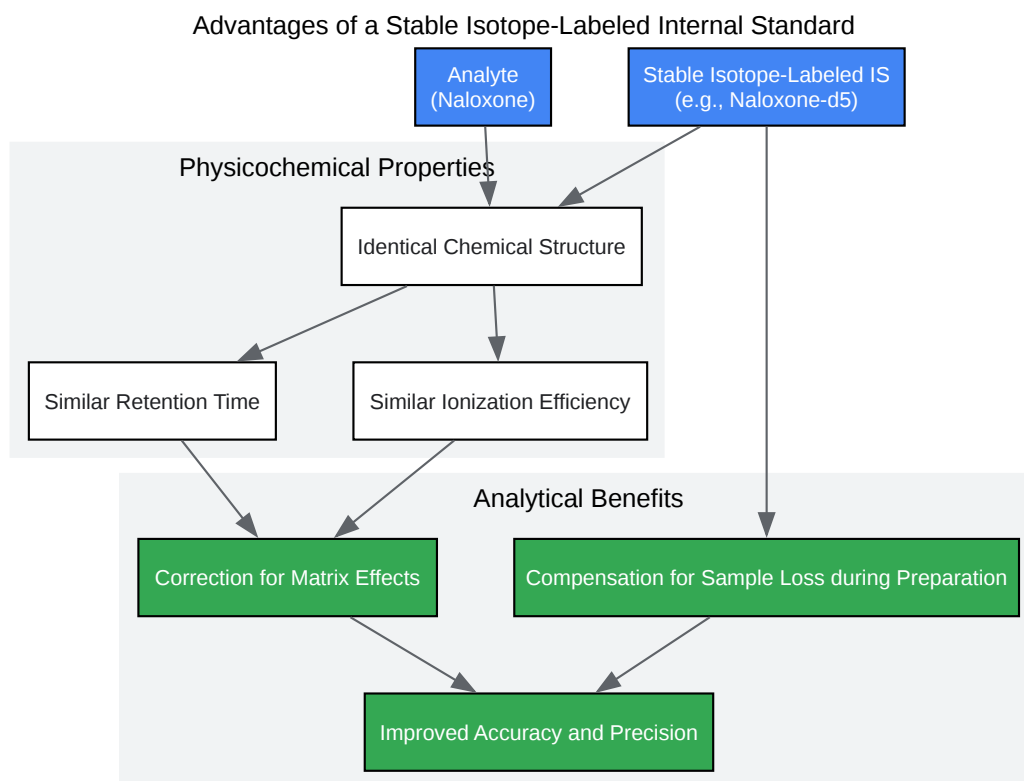 Advantages of a Stable Isotope-Labeled Internal Standard
Analyte
(Naloxone)
Stable Isotope-Labeled IS
(e.g., Naloxone-d5)
Physicochemical Properties
Identical Chemical Structure
Similar Retention Time
Similar Ionization Efficiency
Analytical Benefits
Correction for Matrix Effects
Compensation for Sample Loss during Preparation
Improved Accuracy and Precision